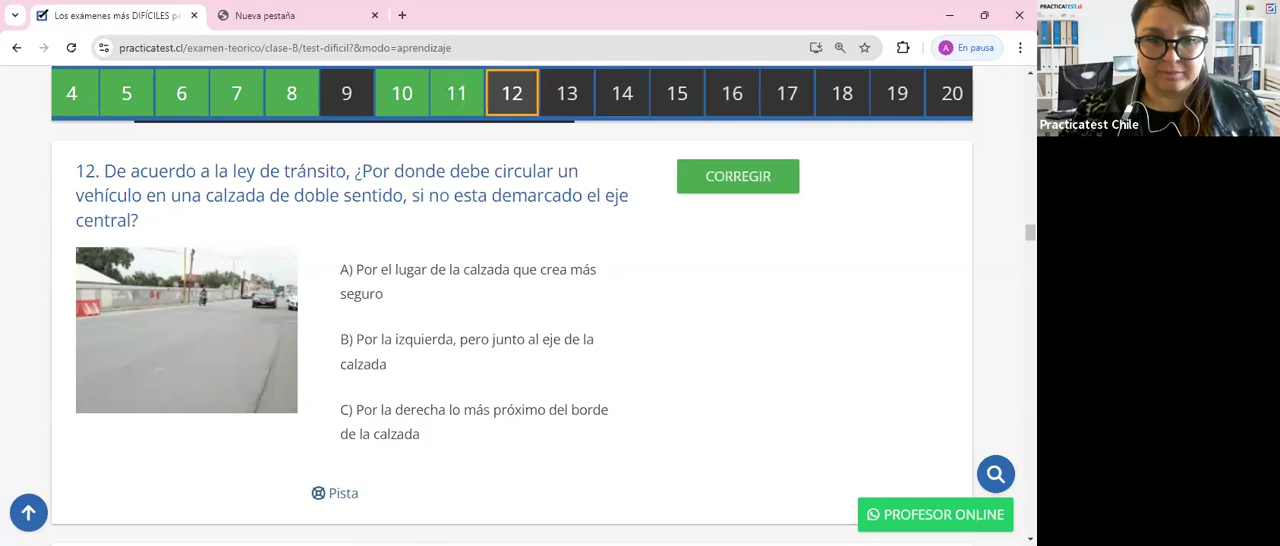 Los exámenes más DIFÍCILES pa
Nueva pestaña
practicatest.cl/examen-teorico/clase-B/test-dificil?&modo=aprendizaje
A En pausa
PRACTICATEST.cl
Practicatest Chile
4 5 6 7 8 9 10 11 12 13 14 15 16 17 18 19 20
12. De acuerdo a la ley de tránsito, ¿Por donde debe circular un
vehículo en una calzada de doble sentido, si no esta demarcado el eje
central?
CORREGIR
A) Por el lugar de la calzada que crea más
seguro
B) Por la izquierda, pero junto al eje de la
calzada
C) Por la derecha lo más próximo del borde
de la calzada
Pista
PROFESOR ONLINE